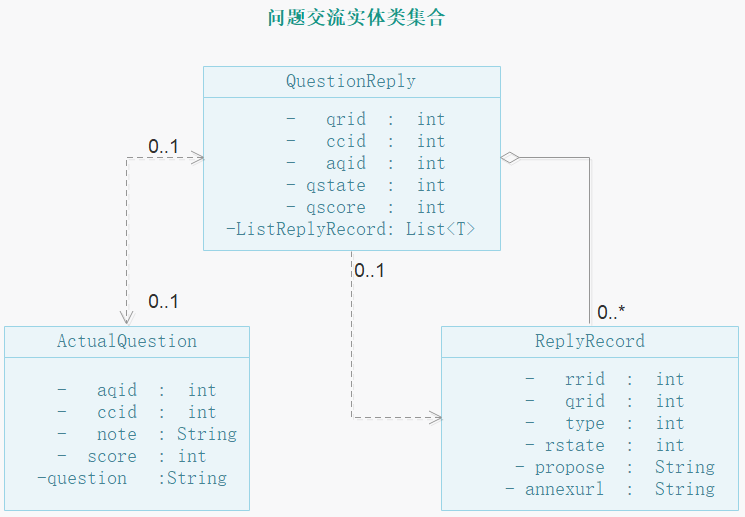 问题交流实体类集合
QuestionReply
- qrid : int
- ccid : int
- aqid : int
- qstate : int
- qscore : int
-ListReplyRecord: List<T>
0..1
0..1
0..1
0..*
ActualQuestion
- aqid : int
- ccid : int
- note : String
- score : int
-question :String
ReplyRecord
- rrid : int
- qrid : int
- type : int
- rstate : int
- propose : String
- annexurl : String